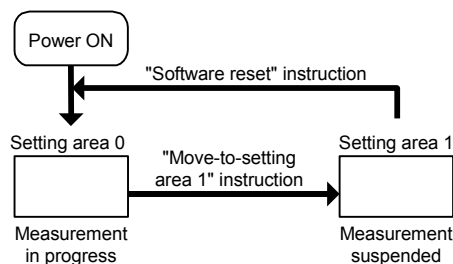 Power ON
"Software reset" instruction
Setting area 0
Setting area 1
"Move-to-setting
area 1" instruction
Measurement
in progress
Measurement
suspended